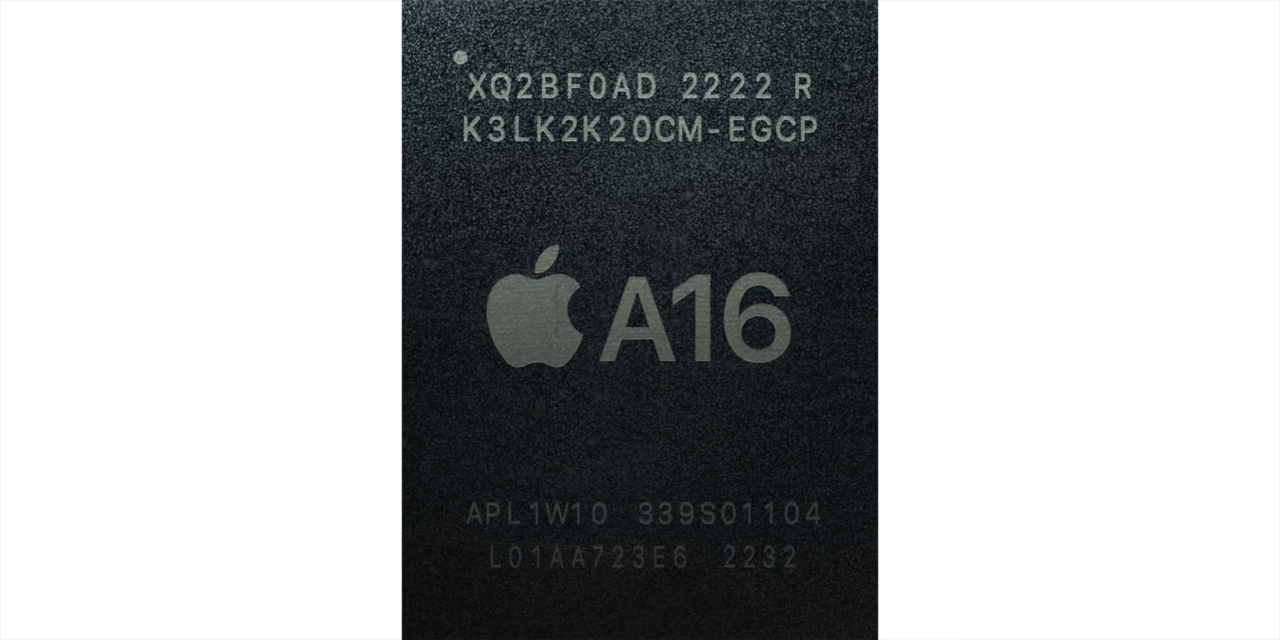 XQ2BF0AD 2222 R
K3LK2K20CM-EGCP
A16
APL1W10 339S01104
L01AA723E6 2232